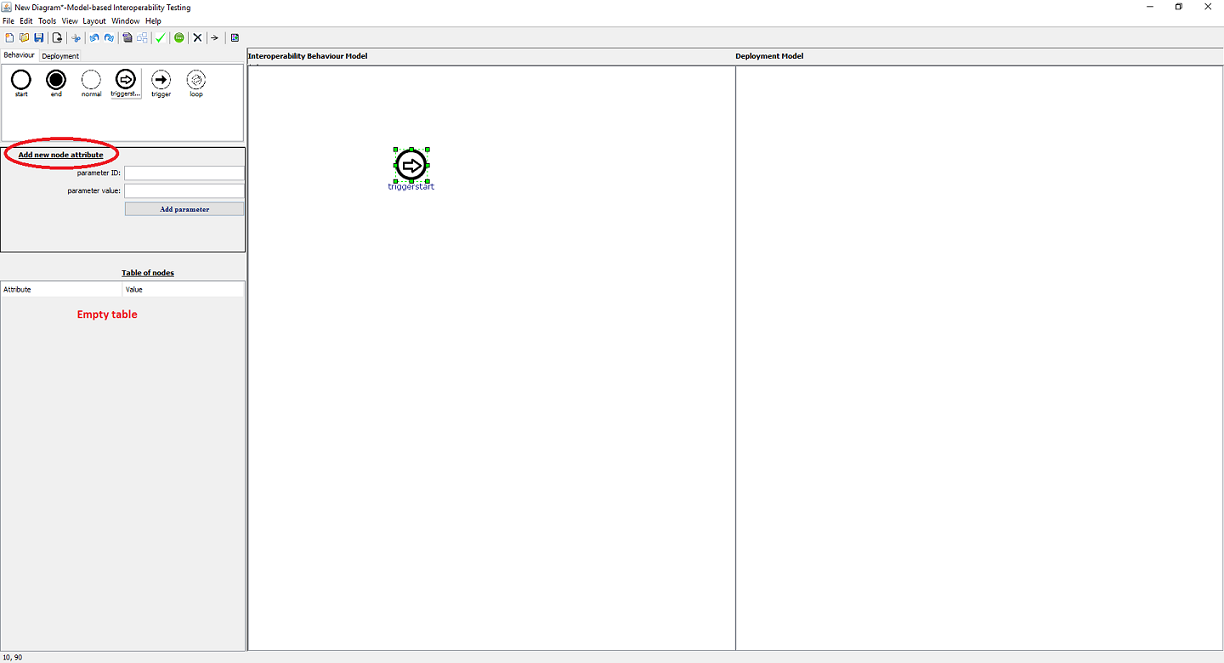 New Diagram*-Model-based Interoperability Testing
File Edit Tools View Layout Window Help
Behaviour Deployment
start end normal triggerst... trigger loop
Add new node attribute
parameter ID:
parameter value:
Add parameter
Table of nodes
Attribute Value
Empty table
Interoperability Behaviour Model
triggerstart
Deployment Model
10, 90